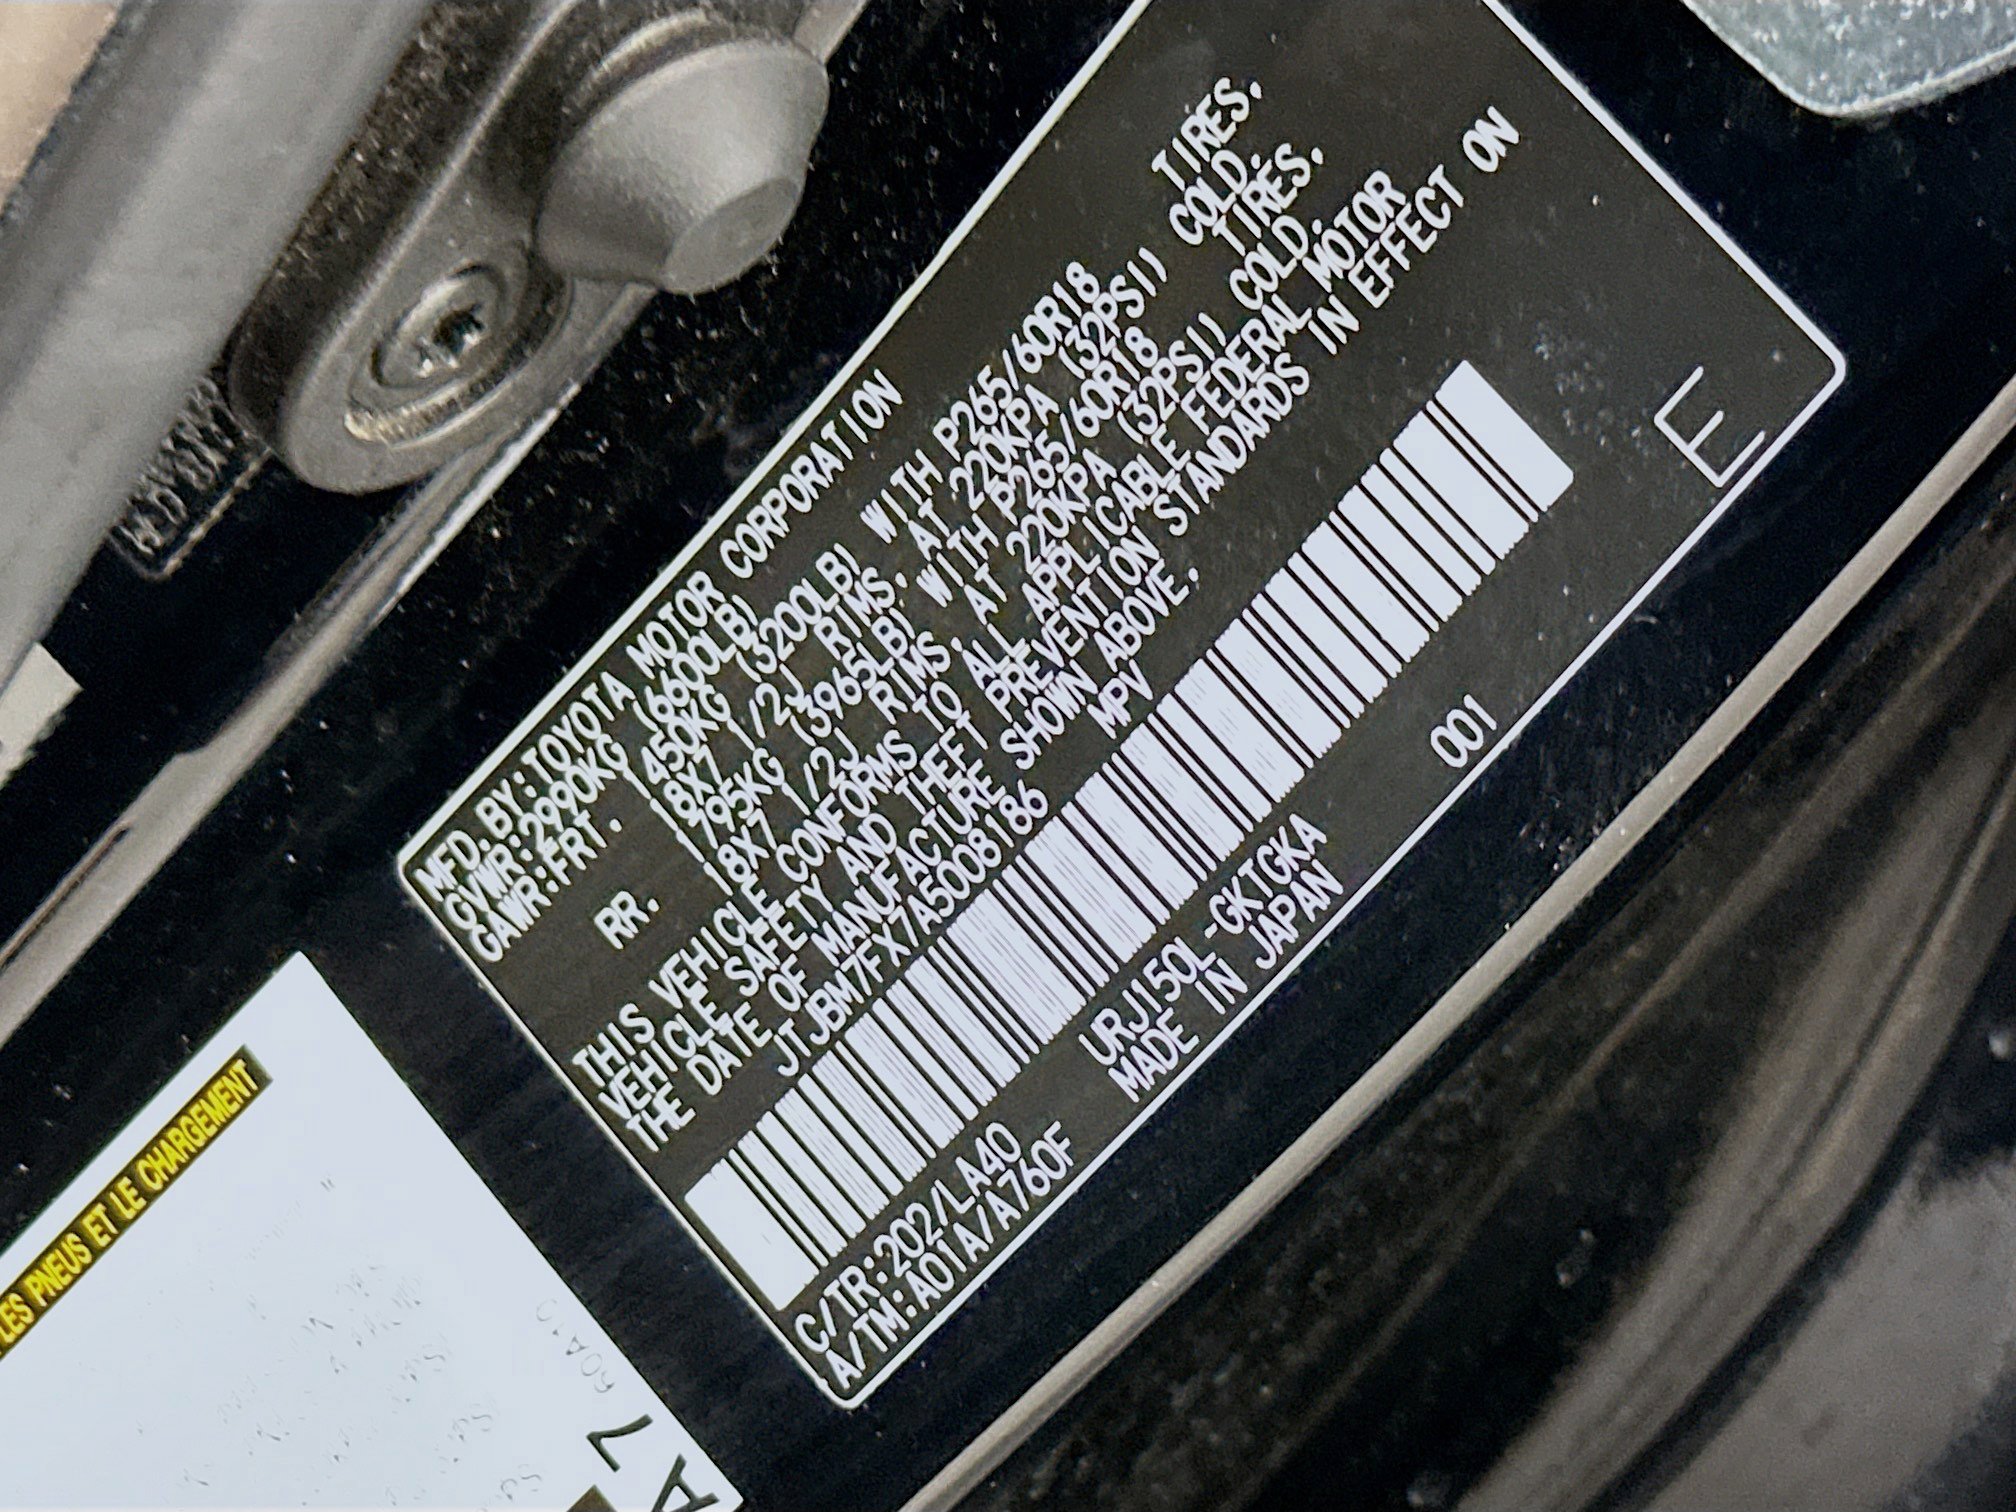 MFD.BY:TOYOTA MOTOR CORPORATION
GVWR:2990KG (6600LB)
GAWR:FRT. 1450KG (3200LB) WITH P265/60R18 TIRES.
18X7 1/2J RIMS. AT 220KPA (32PSI) COLD.
RR. 1795KG (3965LB) WITH P265/60R18 TIRES.
18X7 1/2J RIMS. AT 220KPA (32PSI) COLD.
THIS VEHICLE CONFORMS TO ALL APPLICABLE FEDERAL MOTOR
VEHICLE SAFETY AND THEFT PREVENTION STANDARDS IN EFFECT ON
THE DATE OF MANUFACTURE SHOWN ABOVE.
JTJBM7FX7A5008186 MPV
C/TR:202/LA40 URJ150L-GKTGKA 001
A/TM:A01A/A760F MADE IN JAPAN
E
LES PNEUS ET LE CHARGEMENT
60A10
A7